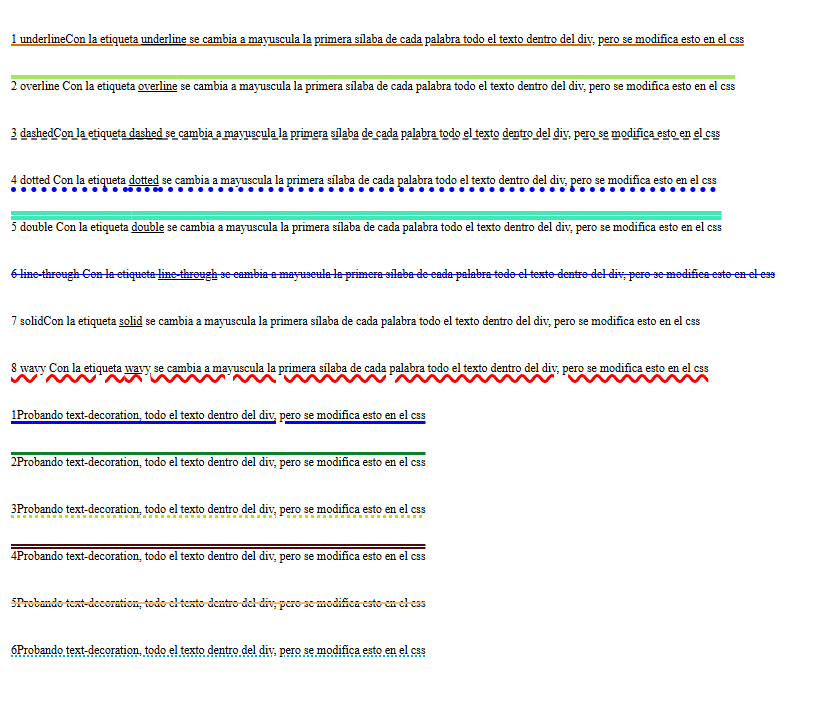 1 underlineCon la etiqueta underline se cambia a mayuscula la primera sílaba de cada palabra todo el texto dentro del div, pero se modifica esto en el css
2 overline Con la etiqueta overline se cambia a mayuscula la primera sílaba de cada palabra todo el texto dentro del div, pero se modifica esto en el css
3 dashedCon la etiqueta dashed se cambia a mayuscula la primera sílaba de cada palabra todo el texto dentro del div, pero se modifica esto en el css
4 dotted Con la etiqueta dotted se cambia a mayuscula la primera sílaba de cada palabra todo el texto dentro del div, pero se modifica esto en el css
5 double Con la etiqueta double se cambia a mayuscula la primera sílaba de cada palabra todo el texto dentro del div, pero se modifica esto en el css
6 line-through Con la etiqueta line-through se cambia a mayuscula la primera sílaba de cada palabra todo el texto dentro del div, pero se modifica esto en el css
7 solidCon la etiqueta solid se cambia a mayuscula la primera sílaba de cada palabra todo el texto dentro del div, pero se modifica esto en el css
8 wavy Con la etiqueta wavy se cambia a mayuscula la primera sílaba de cada palabra todo el texto dentro del div, pero se modifica esto en el css
1Probando text-decoration, todo el texto dentro del div, pero se modifica esto en el css
2Probando text-decoration, todo el texto dentro del div, pero se modifica esto en el css
3Probando text-decoration, todo el texto dentro del div, pero se modifica esto en el css
4Probando text-decoration, todo el texto dentro del div, pero se modifica esto en el css
5Probando text-decoration, todo el texto dentro del div, pero se modifica esto en el css
6Probando text-decoration, todo el texto dentro del div, pero se modifica esto en el css